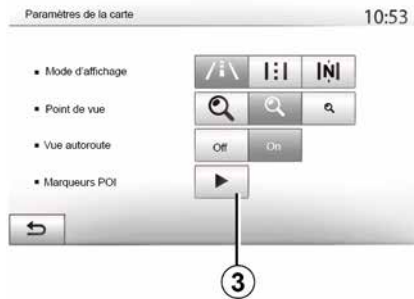 Paramètres de la carte 10:53
▪ Mode d'affichage |N|
▪ Point de vue
▪ Vue autoroute Off On
▪ Marqueurs POI
3